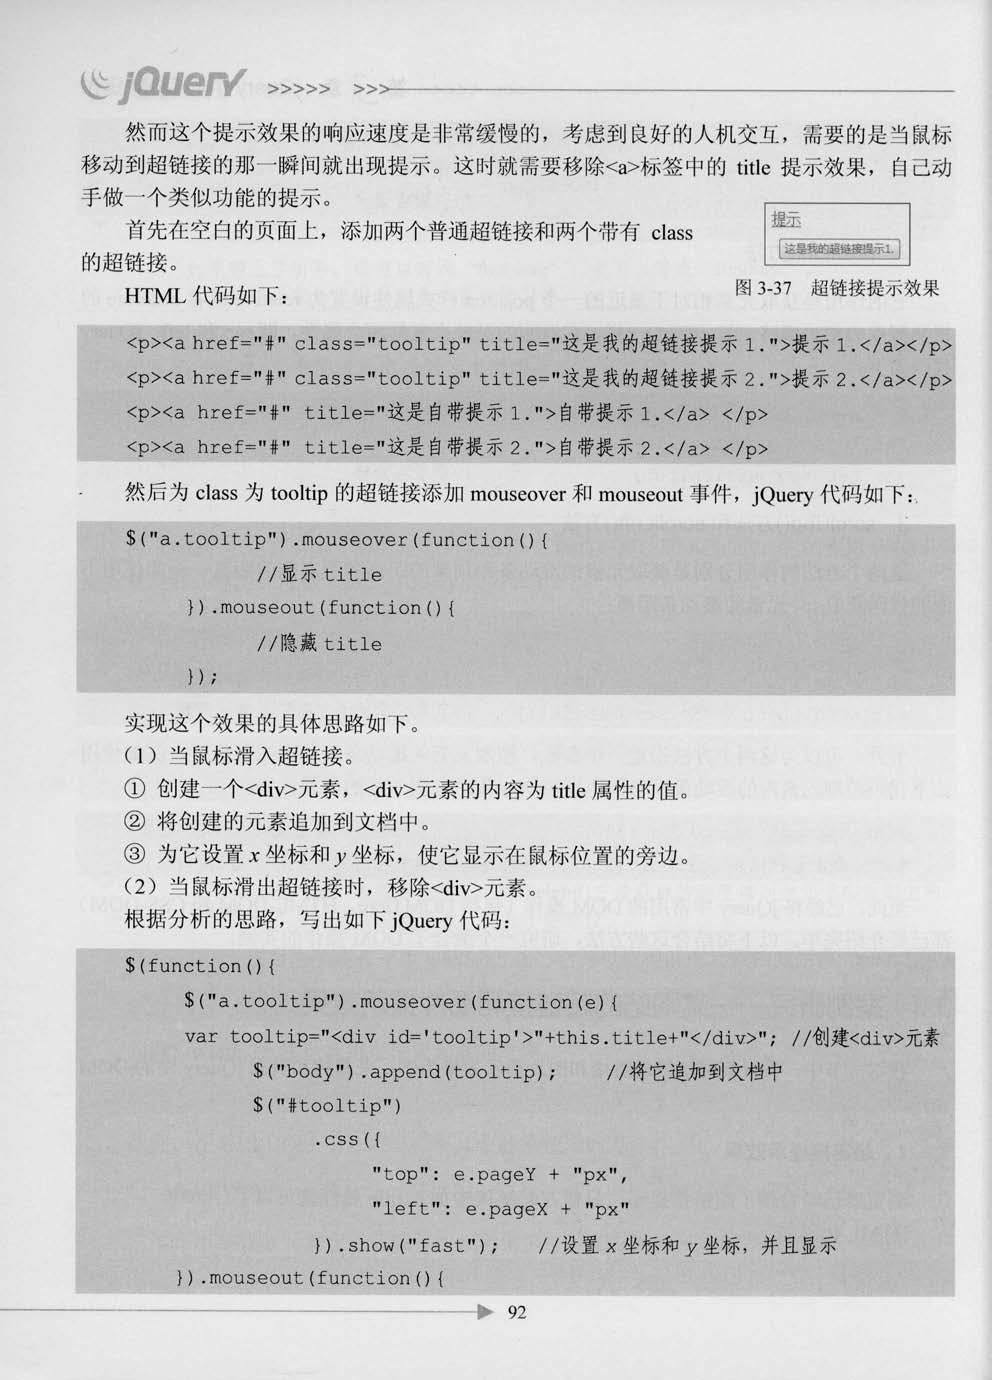 jQuery >>>>> >>>
然而这个提示效果的响应速度是非常缓慢的，考虑到良好的人机交互，需要的是当鼠标
移动到超链接的那一瞬间就出现提示。这时就需要移除<a>标签中的 title 提示效果，自己动
手做一个类似功能的提示。
首先在空白的页面上，添加两个普通超链接和两个带有 class
的超链接。
提示
这是我的超链接提示1.
图 3-37 超链接提示效果
HTML 代码如下：
<p><a href="#" class="tooltip" title="这是我的超链接提示1.">提示1.</a></p>
<p><a href="#" class="tooltip" title="这是我的超链接提示2.">提示2.</a></p>
<p><a href="#" title="这是自带提示1.">自带提示1.</a> </p>
<p><a href="#" title="这是自带提示2.">自带提示2.</a> </p>
然后为 class 为 tooltip 的超链接添加 mouseover 和 mouseout 事件，jQuery 代码如下：
$("a.tooltip").mouseover(function(){
//显示 title
}).mouseout(function(){
//隐藏 title
});
实现这个效果的具体思路如下。
（1）当鼠标滑入超链接。
① 创建一个<div>元素，<div>元素的内容为 title 属性的值。
② 将创建的元素追加到文档中。
③ 为它设置 x 坐标和 y 坐标，使它显示在鼠标位置的旁边。
（2）当鼠标滑出超链接时，移除<div>元素。
根据分析的思路，写出如下 jQuery 代码：
$(function(){
$("a.tooltip").mouseover(function(e){
var tooltip="<div id='tooltip'>"+this.title+"</div>"; //创建<div>元素
$("body").append(tooltip); //将它追加到文档中
$("#tooltip")
.css({
"top": e.pageY + "px",
"left": e.pageX + "px"
}).show("fast"); //设置 x 坐标和 y 坐标，并且显示
}).mouseout(function(){
92